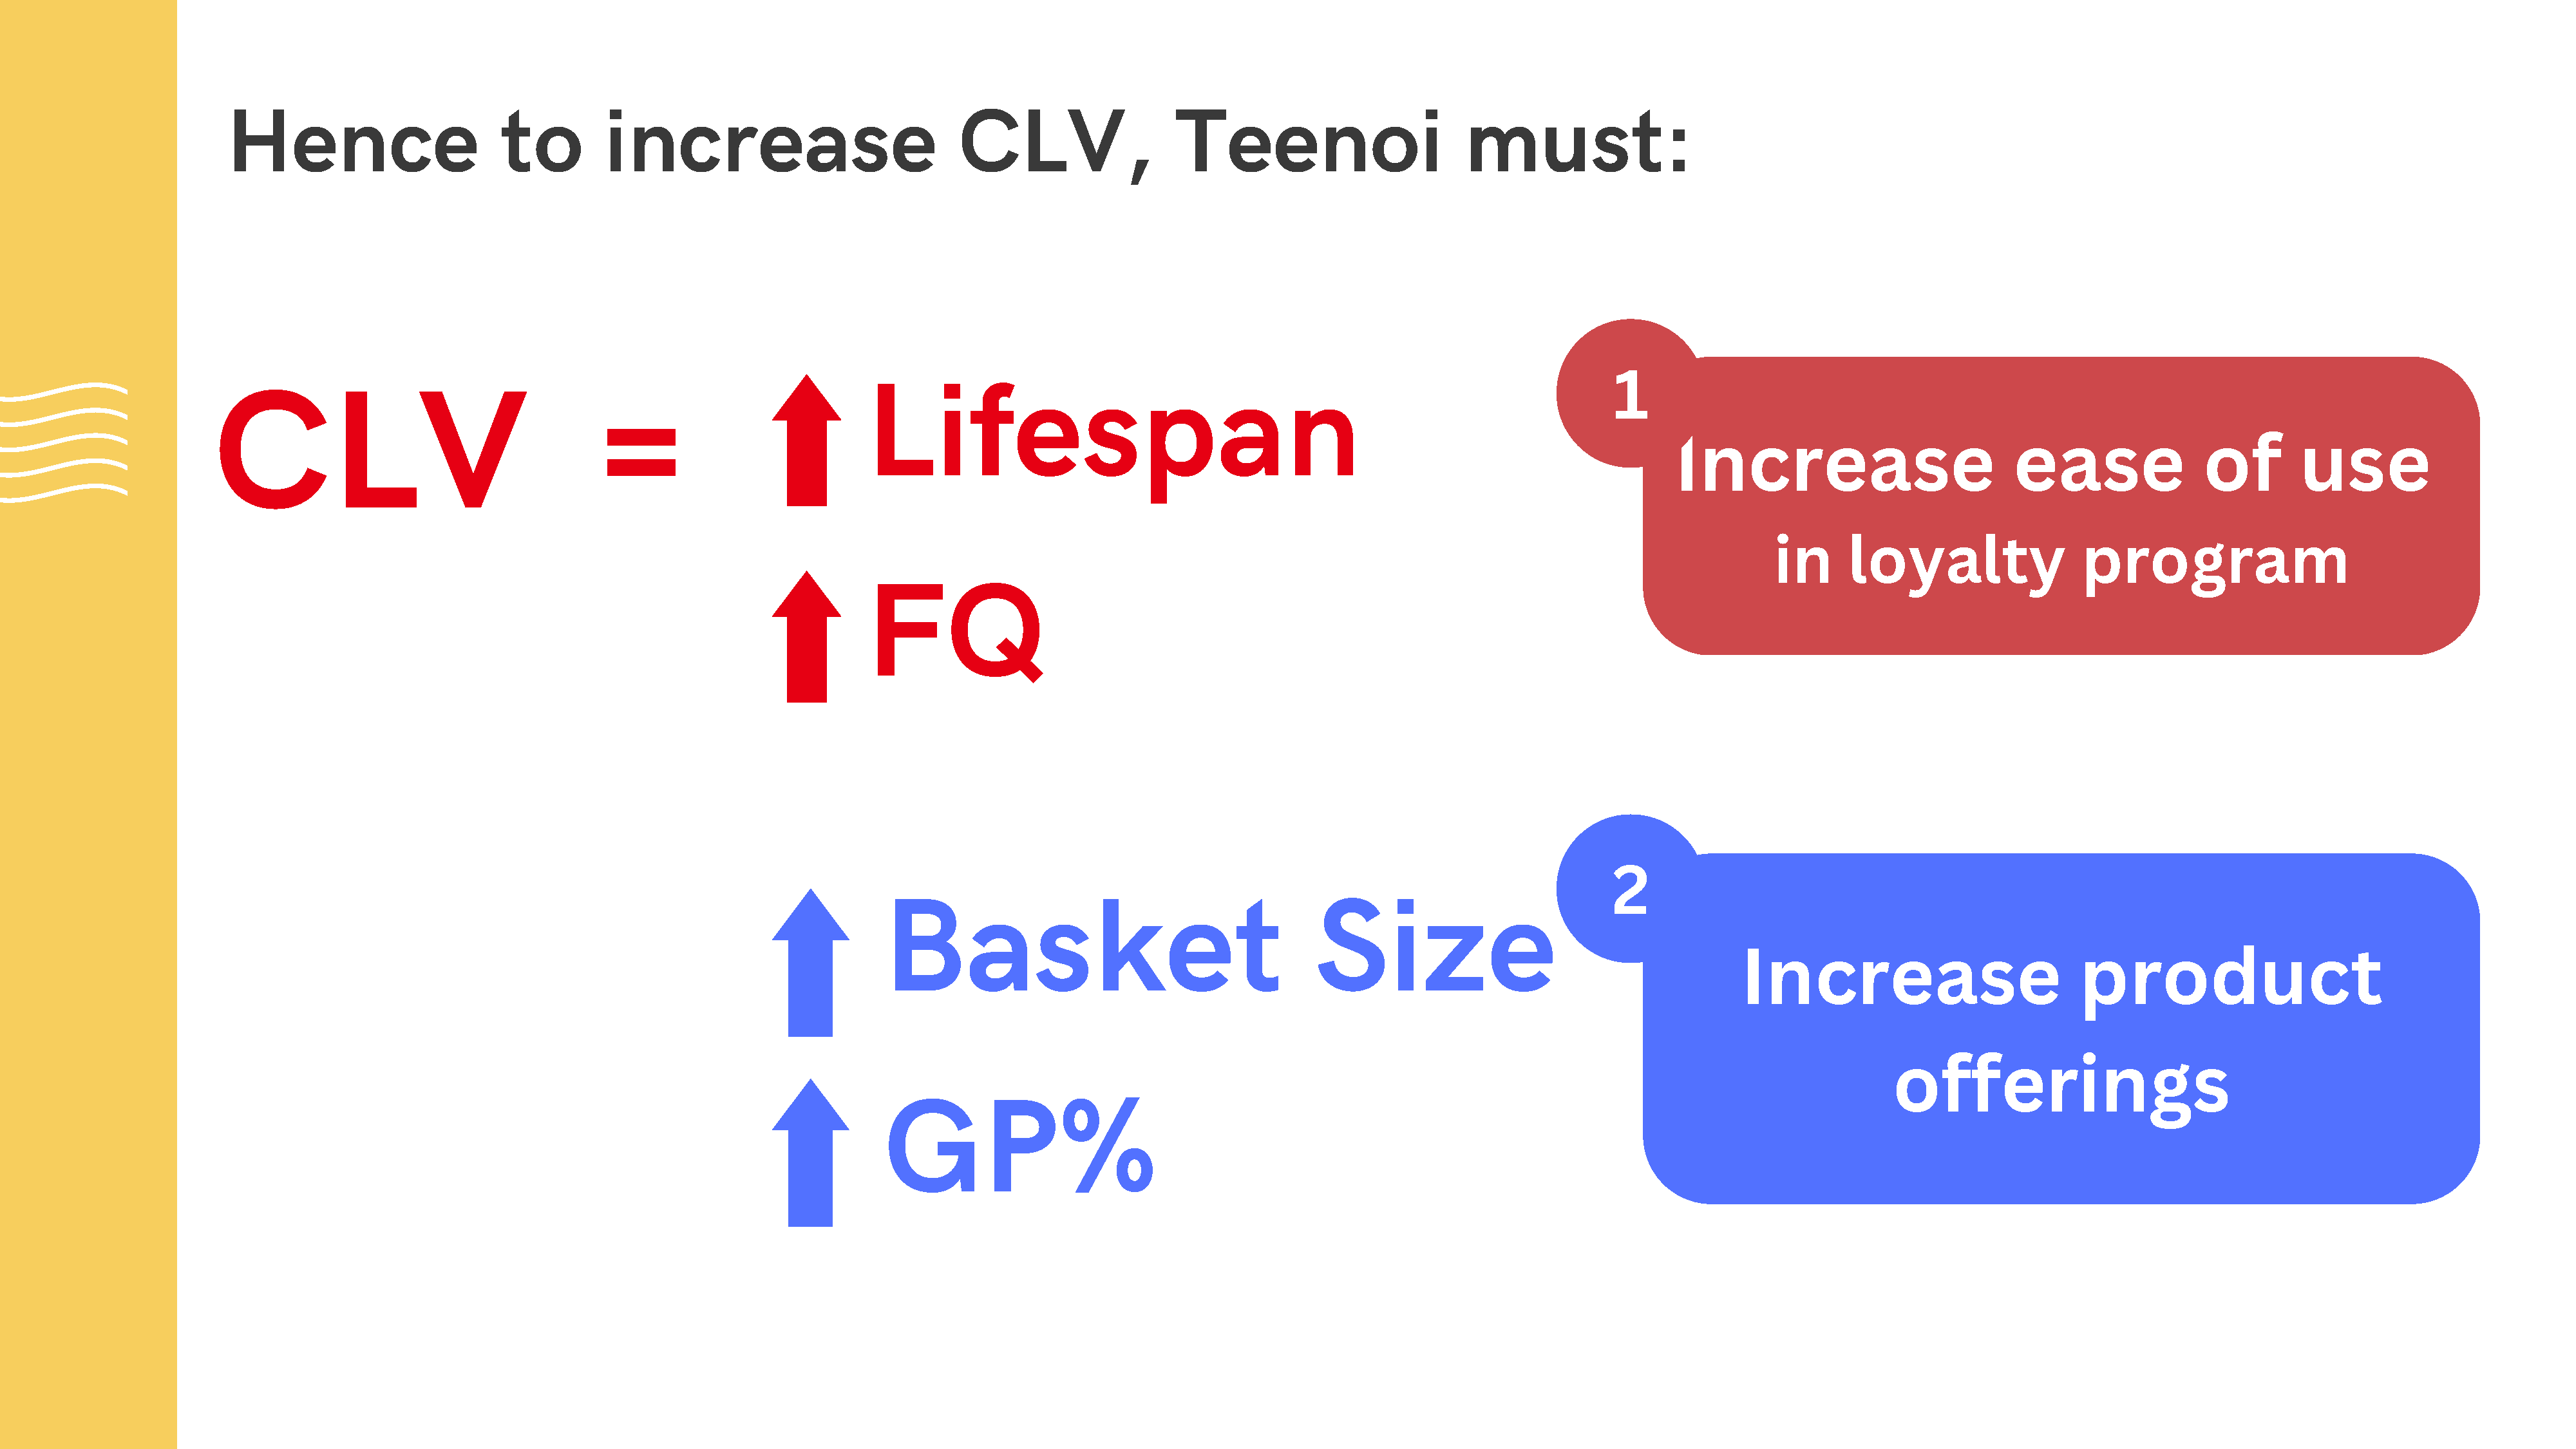 Hence to increase CLV, Teenoi must:
CLV = Lifespan
FQ
1
Increase ease of use
in loyalty program
Basket Size
GP%
2
Increase product
offerings